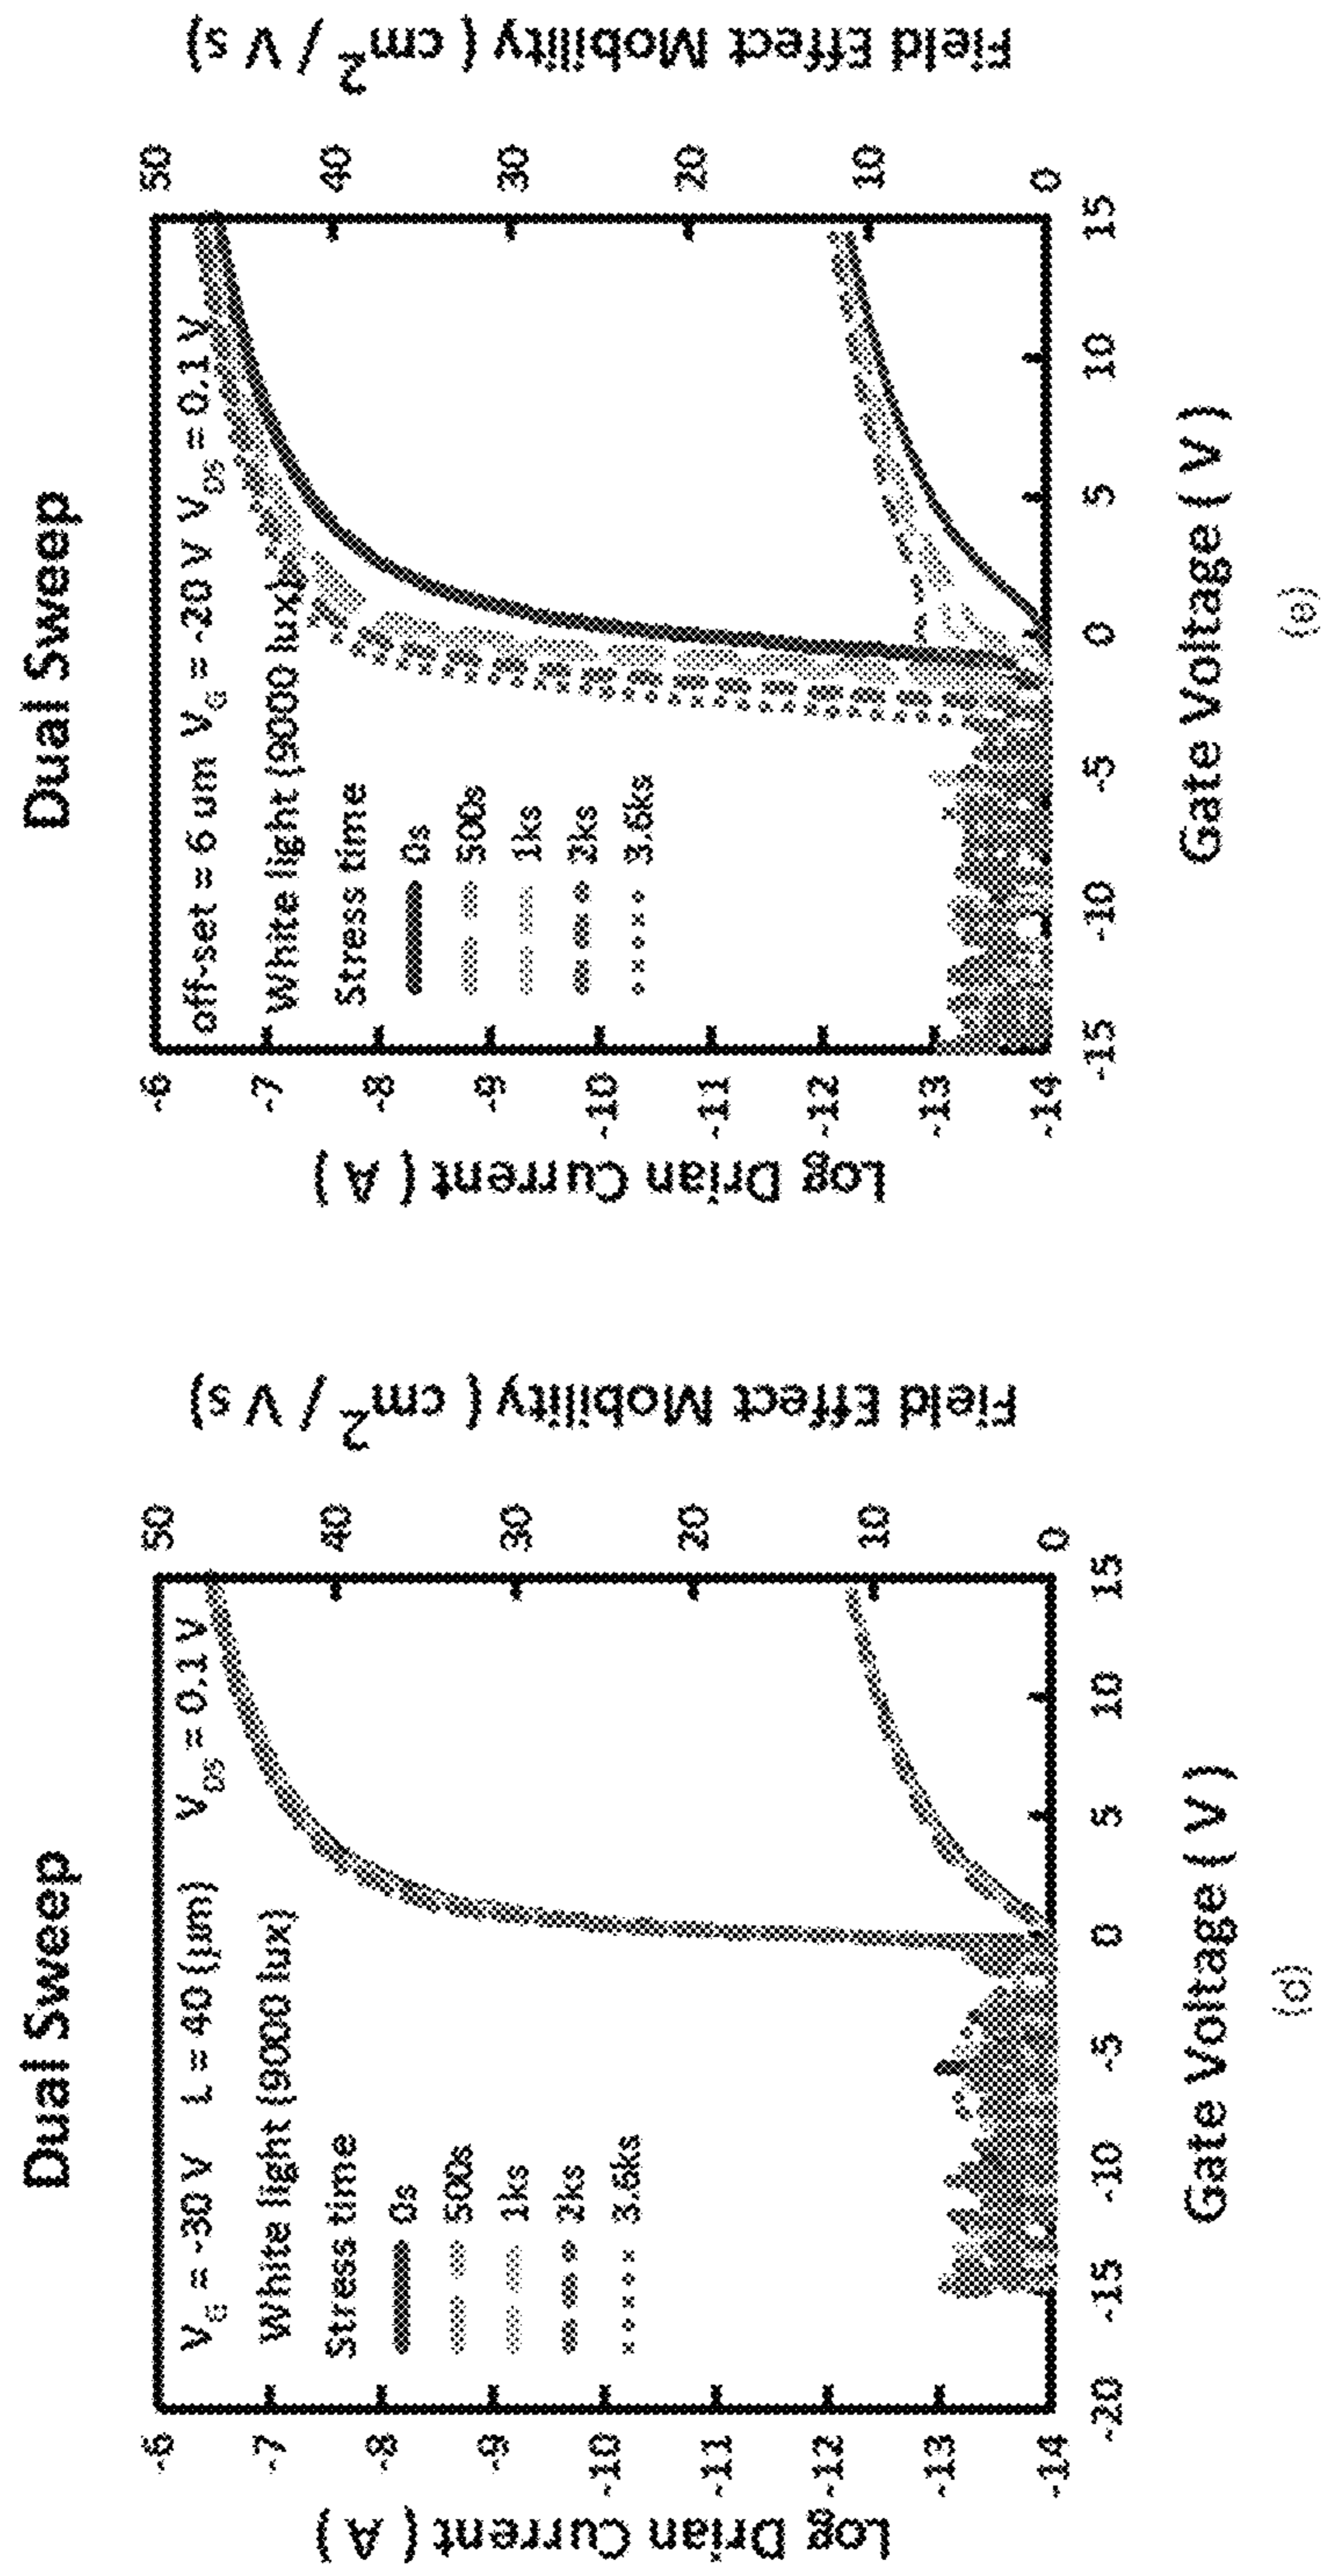 Dual Sweep
V_G = -30 V L = 40 (μm) V_DS = 0.1 V
White light (9000 lux)
Stress time
0s
500s
1ks
2ks
3.6ks
Log Drian Current ( A )
-6
-7
-8
-9
-10
-11
-12
-13
-14
Field Effect Mobility ( cm² / V s)
50
40
30
20
10
0
-20 -15 -10 -5 0 5 10 15
Gate Voltage ( V )
(d)
Dual Sweep
off-set = 6 um V_G = -20 V V_DS = 0.1 V
White light (9000 lux)
Stress time
0s
500s
1ks
2ks
3.6ks
Log Drian Current ( A )
-6
-7
-8
-9
-10
-11
-12
-13
-14
Field Effect Mobility ( cm² / V s)
50
40
30
20
10
0
-15 -10 -5 0 5 10 15
Gate Voltage ( V )
(e)